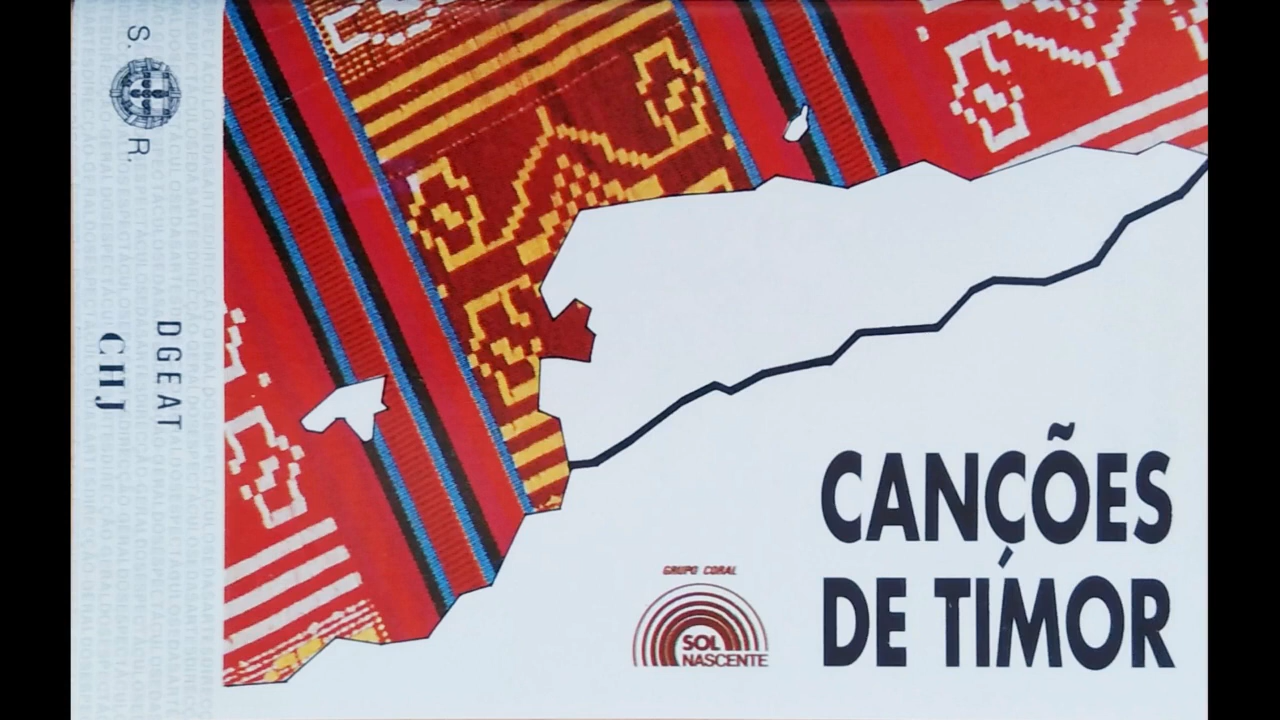 S. R.
DGEAT
CHJ
GRUPO CORAL
SOL
NASCENTE
CANÇÕES
DE TIMOR